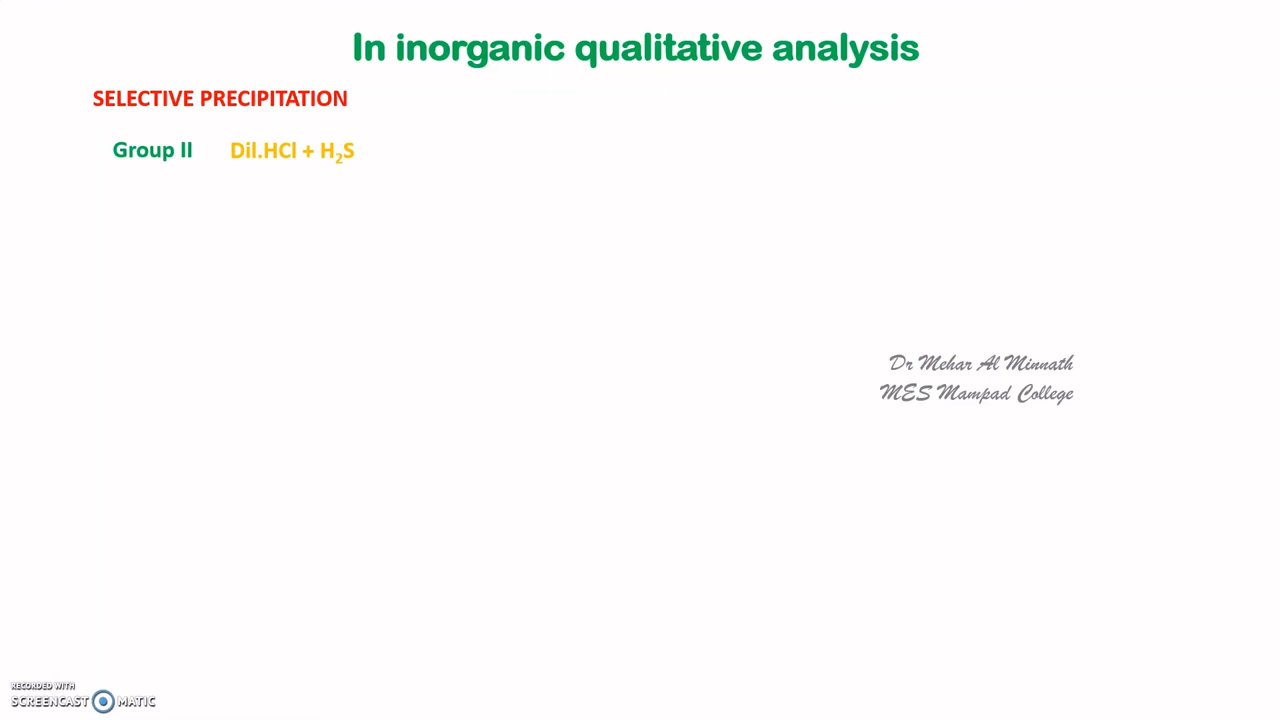 In inorganic qualitative analysis
SELECTIVE PRECIPITATION
Group II Dil.HCl + H₂S
Dr Mehar Al Minnath
MES Mampad College
RECORDED WITH
SCREENCAST MATIC